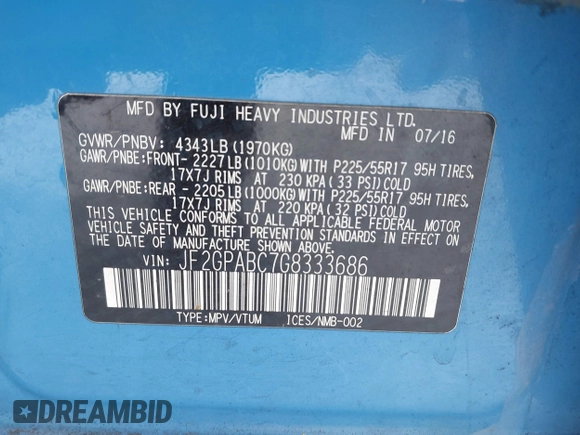 MFD BY FUJI HEAVY INDUSTRIES LTD.
MFD IN 07/16
GVWR/PNBV: 4343LB (1970KG)
GAWR/PNBE:FRONT- 2227LB(1010KG)WITH P225/55R17 95H TIRES,
17X7J RIMS AT 230 KPA( 33 PSI)COLD
GAWR/PNBE:REAR - 2205LB(1000KG)WITH P225/55R17 95H TIRES,
17X7J RIMS AT 220 KPA( 32 PSI)COLD
THIS VEHICLE CONFORMS TO ALL APPLICABLE FEDERAL MOTOR
VEHICLE SAFETY AND THEFT PREVENTION STANDARDS IN EFFECT
ON THE DATE OF MANUFACTURE SHOWN ABOVE.
VIN: JF2GPABC7G8333686
TYPE:MPV/VTUM ICES/NMB-002
DREAMBID